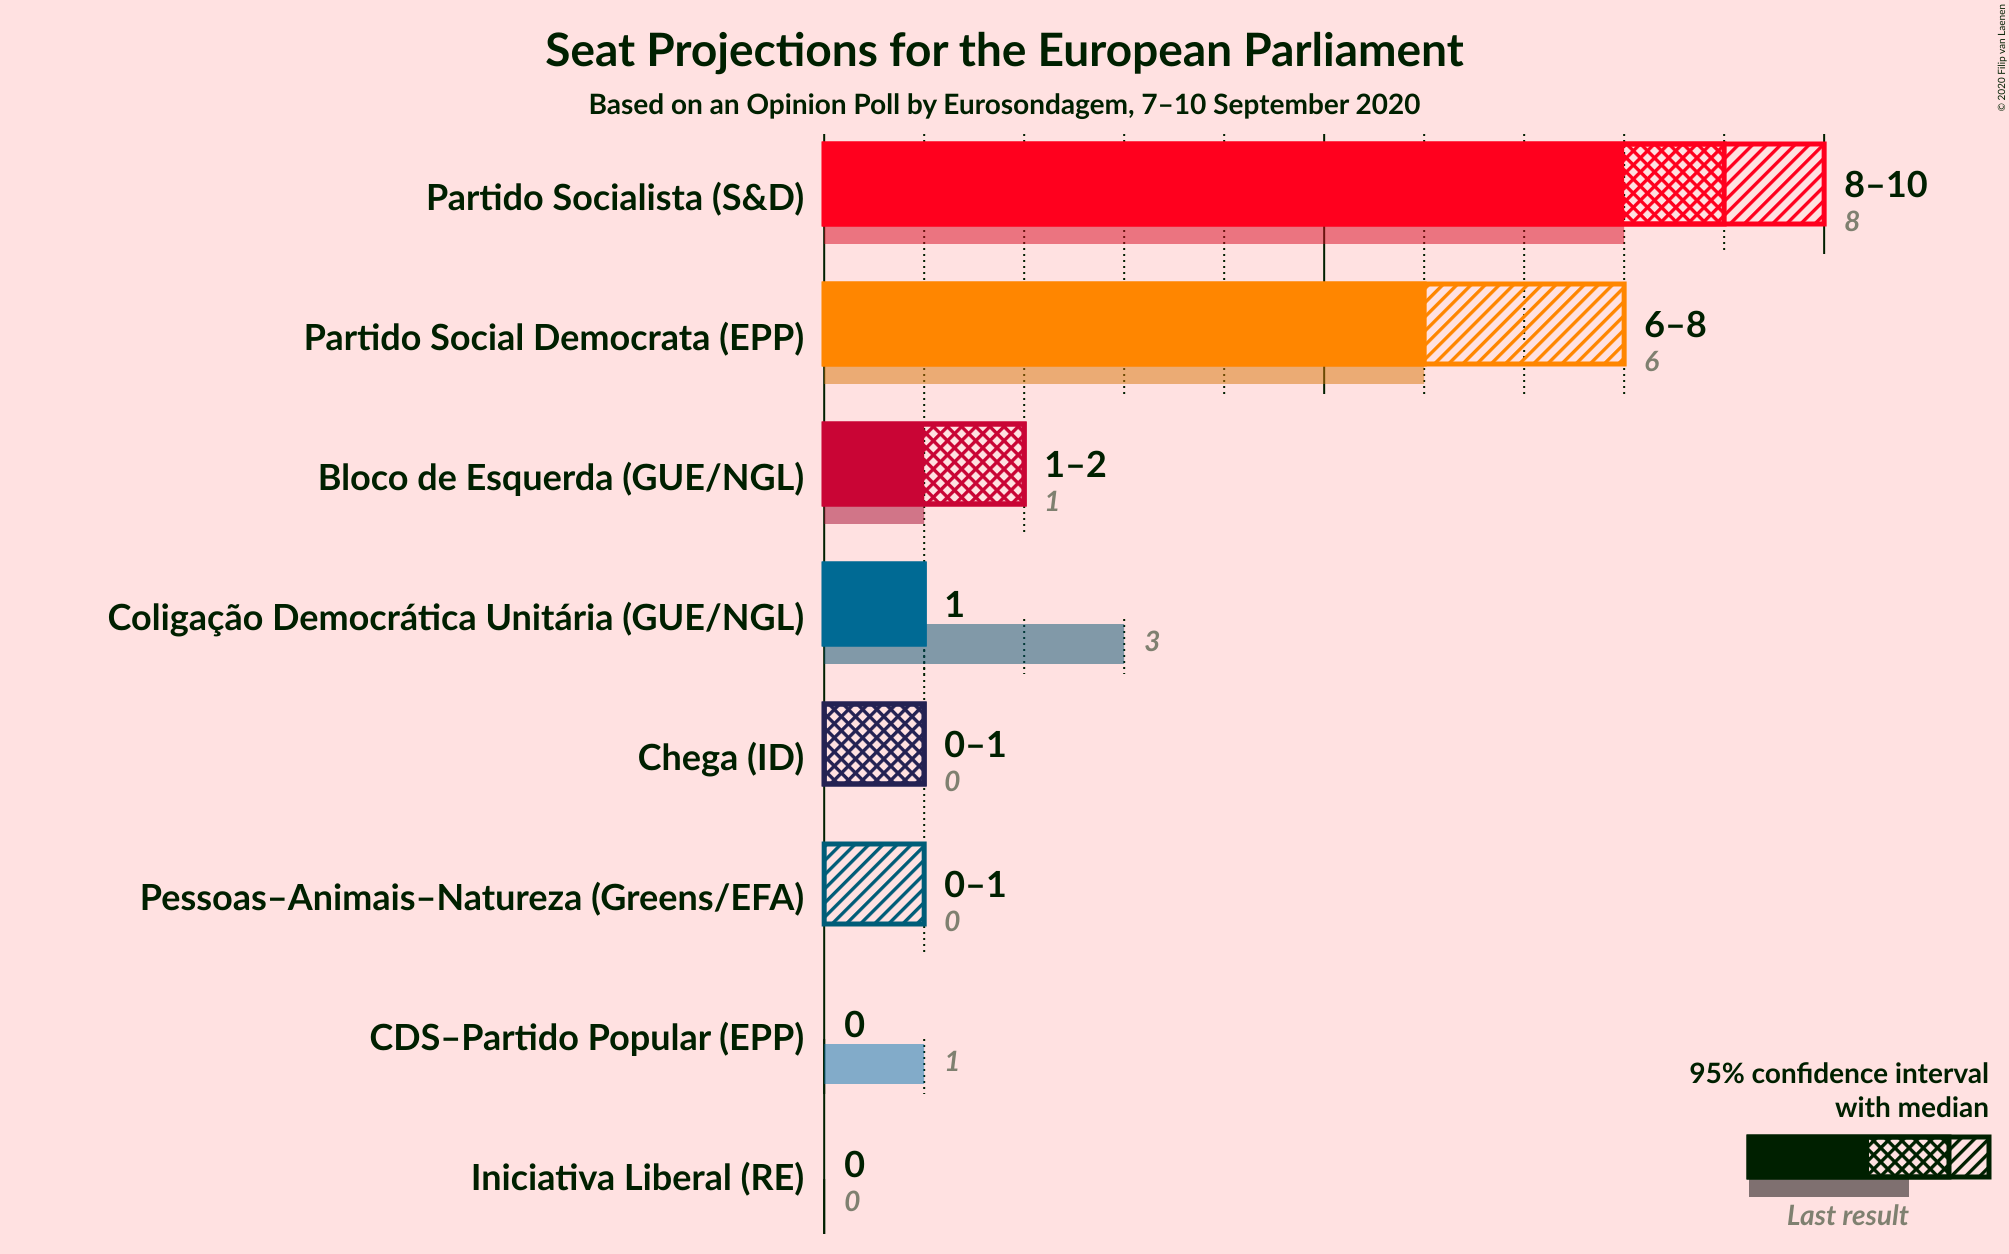 Seat Projections for the European Parliament
Based on an Opinion Poll by Eurosondagem, 7–10 September 2020
© 2020 Filip van Laenen
Partido Socialista (S&D)
8–10
8
Partido Social Democrata (EPP)
6–8
6
Bloco de Esquerda (GUE/NGL)
1–2
1
Coligação Democrática Unitária (GUE/NGL)
1
3
Chega (ID)
0–1
0
Pessoas–Animais–Natureza (Greens/EFA)
0–1
0
CDS–Partido Popular (EPP)
0
1
Iniciativa Liberal (RE)
0
0
95% confidence interval
with median
Last result